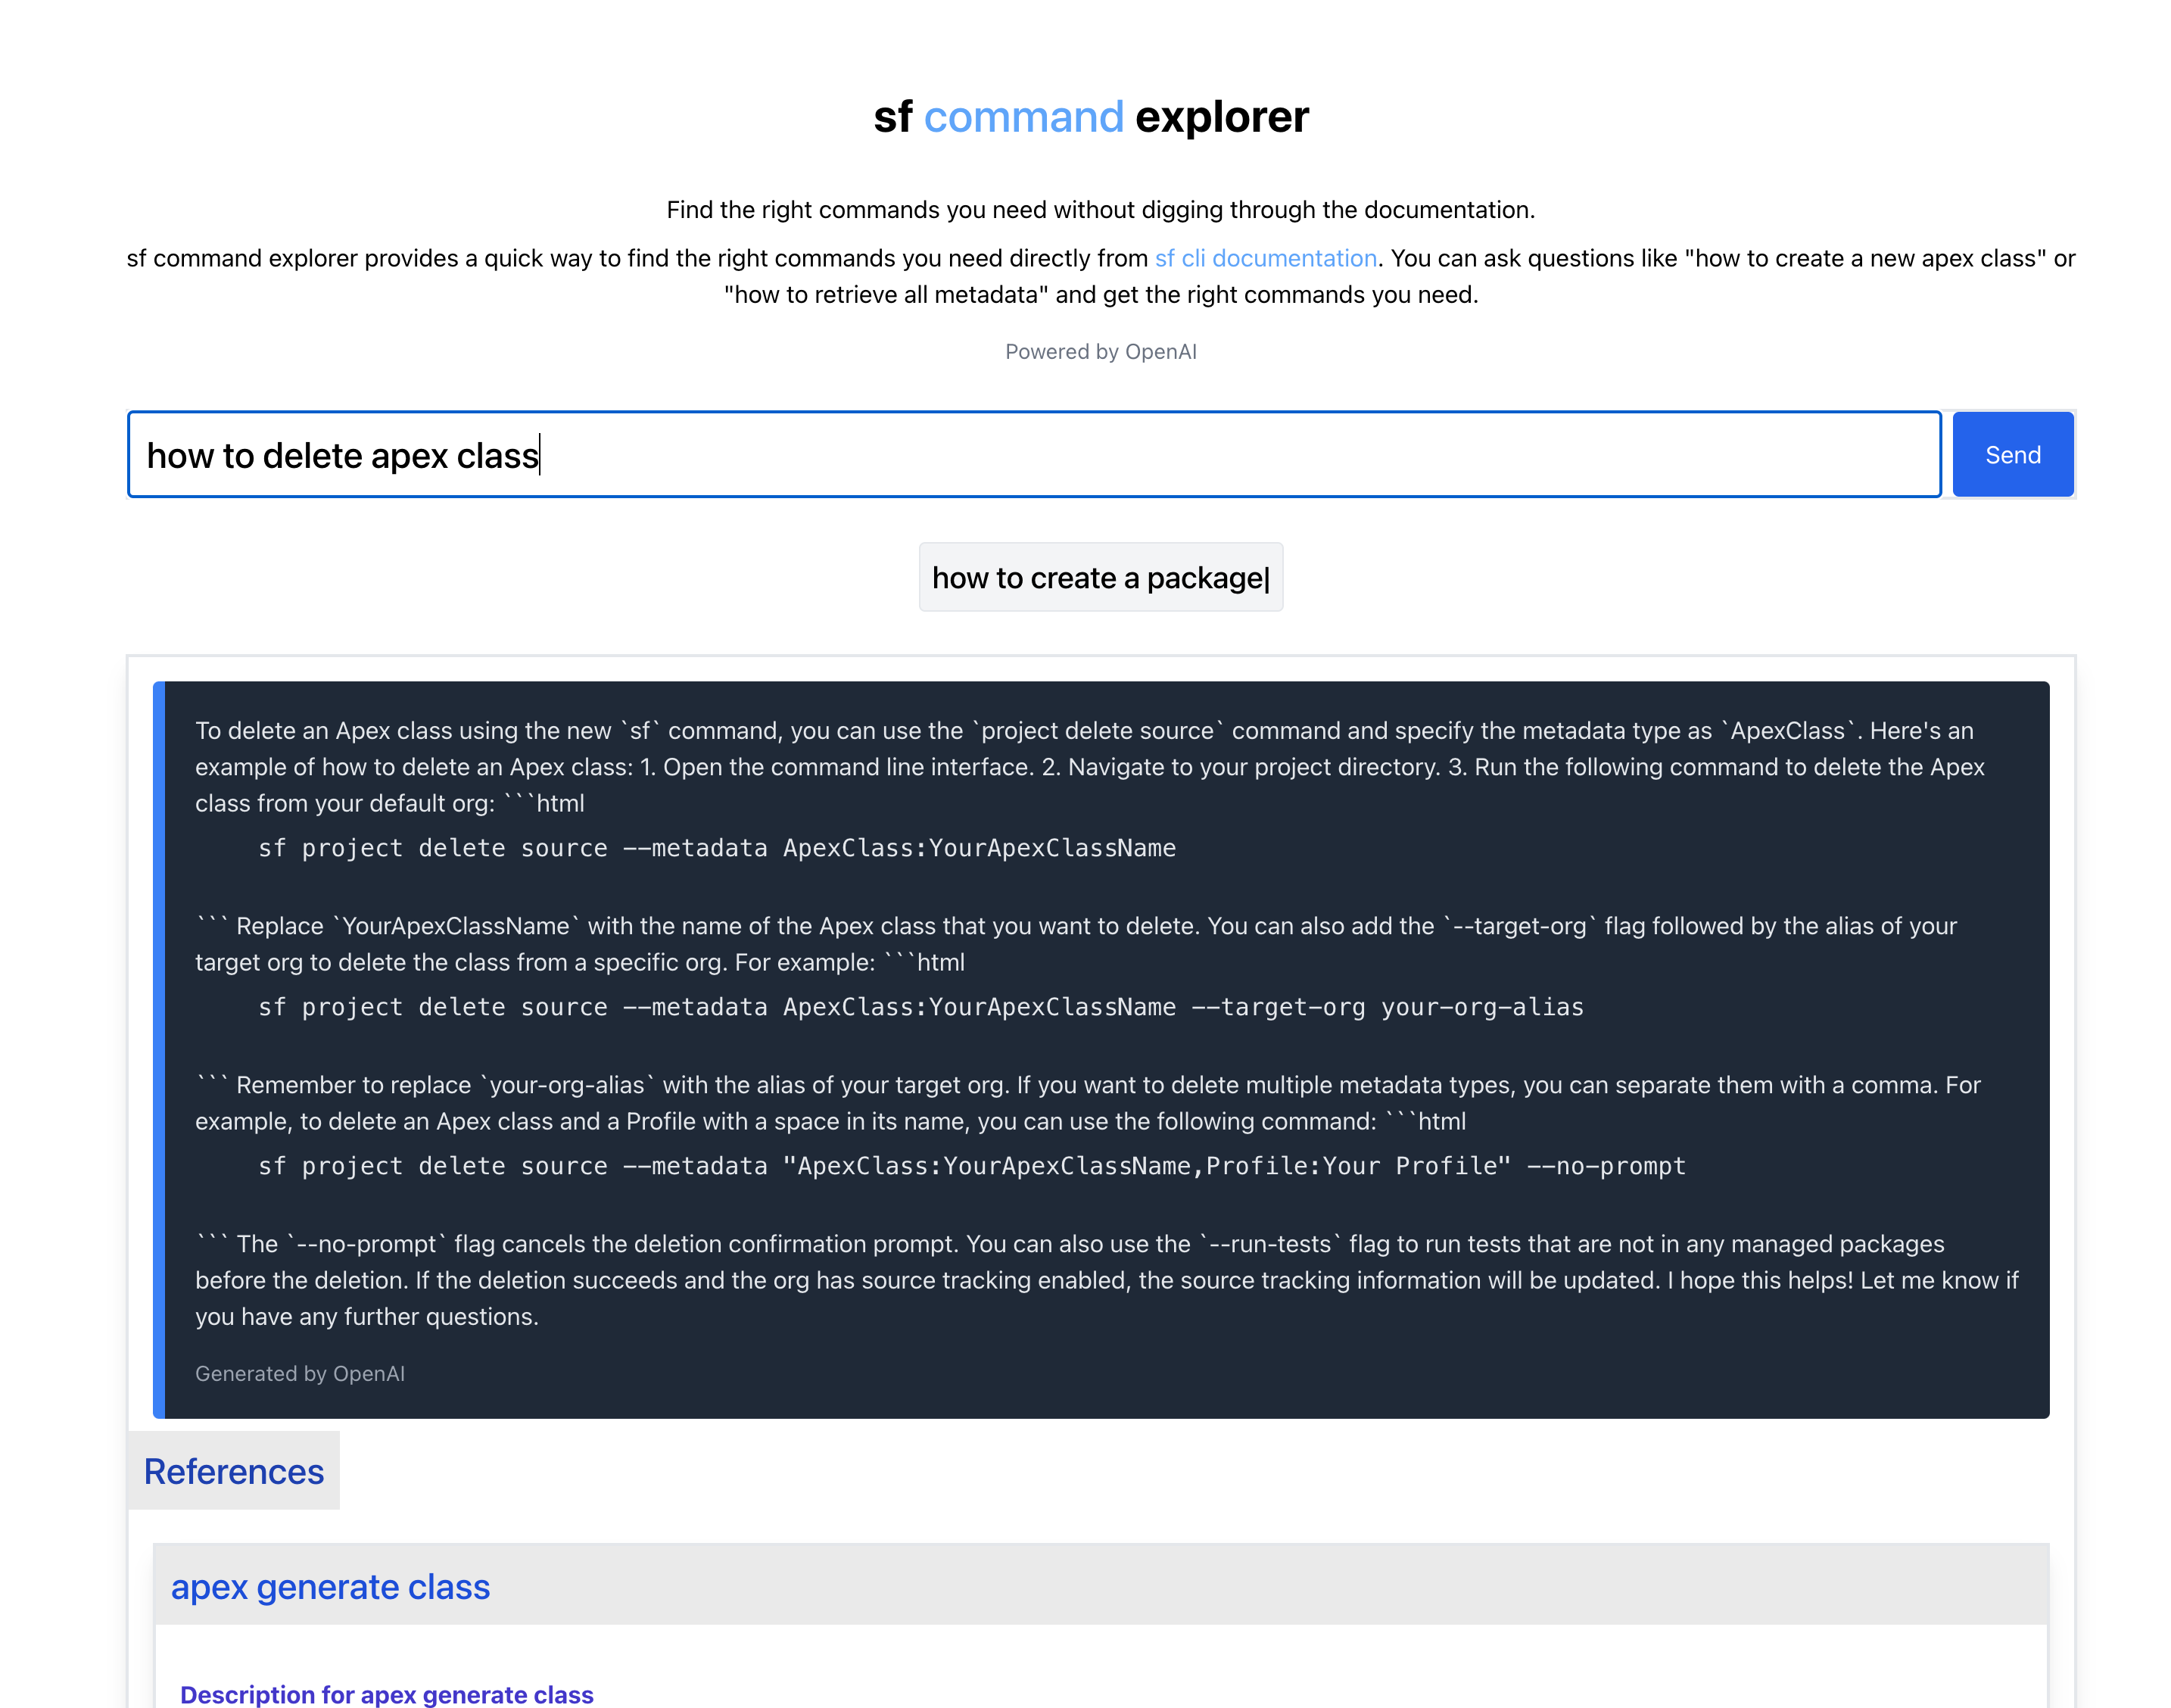 sf command explorer
Find the right commands you need without digging through the documentation.
sf command explorer provides a quick way to find the right commands you need directly from sf cli documentation. You can ask questions like "how to create a new apex class" or
"how to retrieve all metadata" and get the right commands you need.
Powered by OpenAI
how to delete apex class
Send
how to create a package|
To delete an Apex class using the new `sf` command, you can use the `project delete source` command and specify the metadata type as `ApexClass`. Here's an
example of how to delete an Apex class: 1. Open the command line interface. 2. Navigate to your project directory. 3. Run the following command to delete the Apex
class from your default org: ```html
sf project delete source --metadata ApexClass:YourApexClassName
``` Replace `YourApexClassName` with the name of the Apex class that you want to delete. You can also add the `--target-org` flag followed by the alias of your
target org to delete the class from a specific org. For example: ```html
sf project delete source --metadata ApexClass:YourApexClassName --target-org your-org-alias
``` Remember to replace `your-org-alias` with the alias of your target org. If you want to delete multiple metadata types, you can separate them with a comma. For
example, to delete an Apex class and a Profile with a space in its name, you can use the following command: ```html
sf project delete source --metadata "ApexClass:YourApexClassName,Profile:Your Profile" --no-prompt
``` The `--no-prompt` flag cancels the deletion confirmation prompt. You can also use the `--run-tests` flag to run tests that are not in any managed packages
before the deletion. If the deletion succeeds and the org has source tracking enabled, the source tracking information will be updated. I hope this helps! Let me know if
you have any further questions.
Generated by OpenAI
References
apex generate class
Description for apex generate class